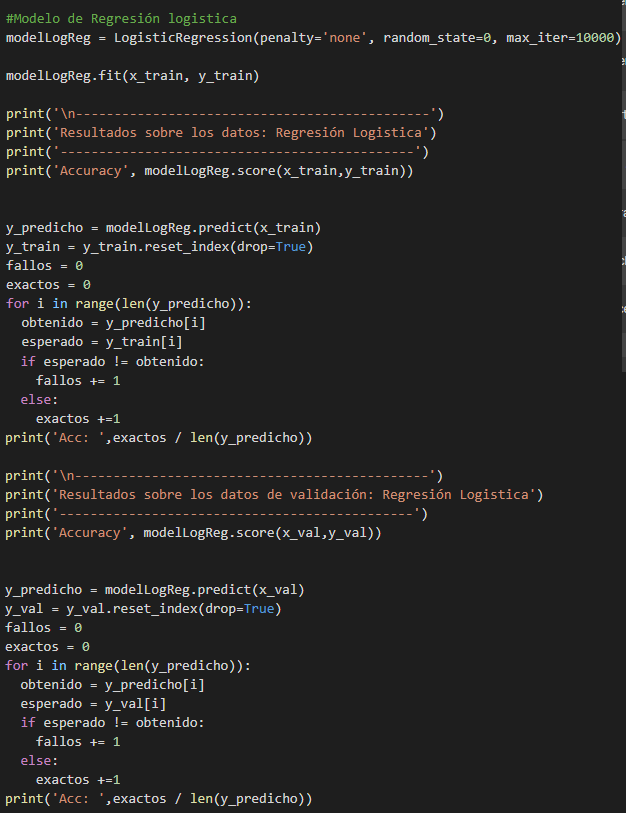 #Modelo de Regresión logistica
modelLogReg = LogisticRegression(penalty='none', random_state=0, max_iter=10000)
modelLogReg.fit(x_train, y_train)
print('\n-----------------------------------------------')
print('Resultados sobre los datos: Regresión Logistica')
print('-----------------------------------------------')
print('Accuracy', modelLogReg.score(x_train,y_train))
y_predicho = modelLogReg.predict(x_train)
y_train = y_train.reset_index(drop=True)
fallos = 0
exactos = 0
for i in range(len(y_predicho)):
  obtenido = y_predicho[i]
  esperado = y_train[i]
  if esperado != obtenido:
    fallos += 1
  else:
    exactos +=1
print('Acc: ',exactos / len(y_predicho))
print('\n-----------------------------------------------')
print('Resultados sobre los datos de validación: Regresión Logistica')
print('-----------------------------------------------')
print('Accuracy', modelLogReg.score(x_val,y_val))
y_predicho = modelLogReg.predict(x_val)
y_val = y_val.reset_index(drop=True)
fallos = 0
exactos = 0
for i in range(len(y_predicho)):
  obtenido = y_predicho[i]
  esperado = y_val[i]
  if esperado != obtenido:
    fallos += 1
  else:
    exactos +=1
print('Acc: ',exactos / len(y_predicho))